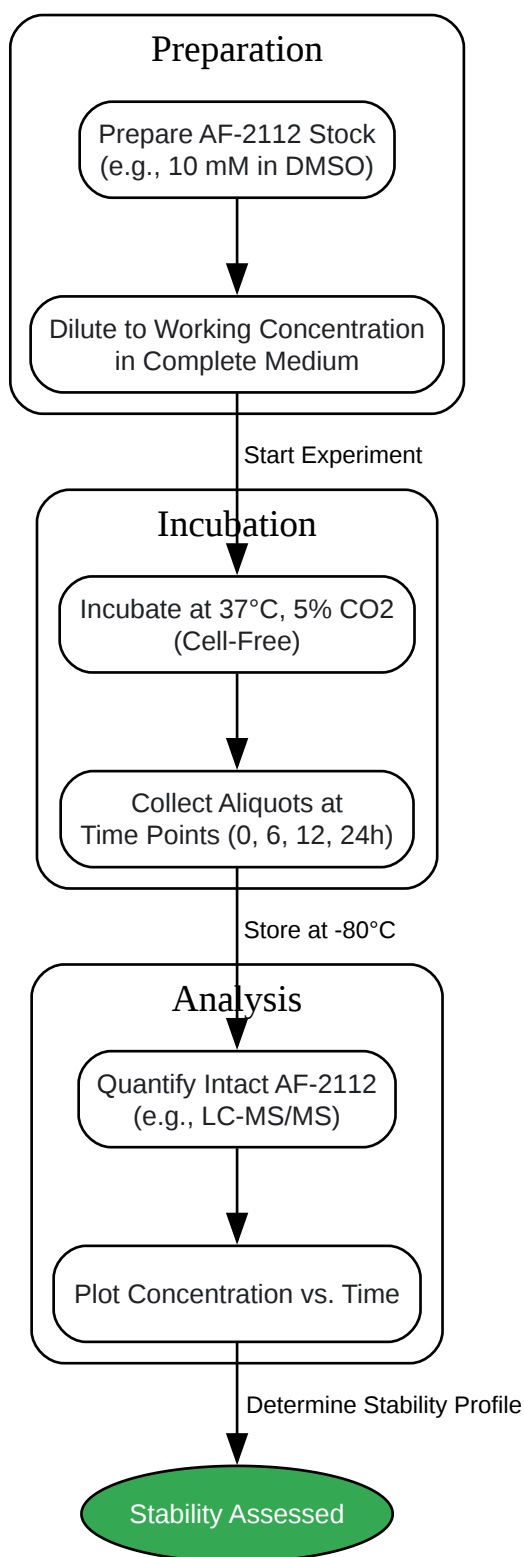 Preparation
Prepare AF-2112 Stock
(e.g., 10 mM in DMSO)
Dilute to Working Concentration
in Complete Medium
Start Experiment
Incubation
Incubate at 37°C, 5% CO2
(Cell-Free)
Collect Aliquots at
Time Points (0, 6, 12, 24h)
Store at -80°C
Analysis
Quantify Intact AF-2112
(e.g., LC-MS/MS)
Plot Concentration vs. Time
Determine Stability Profile
Stability Assessed